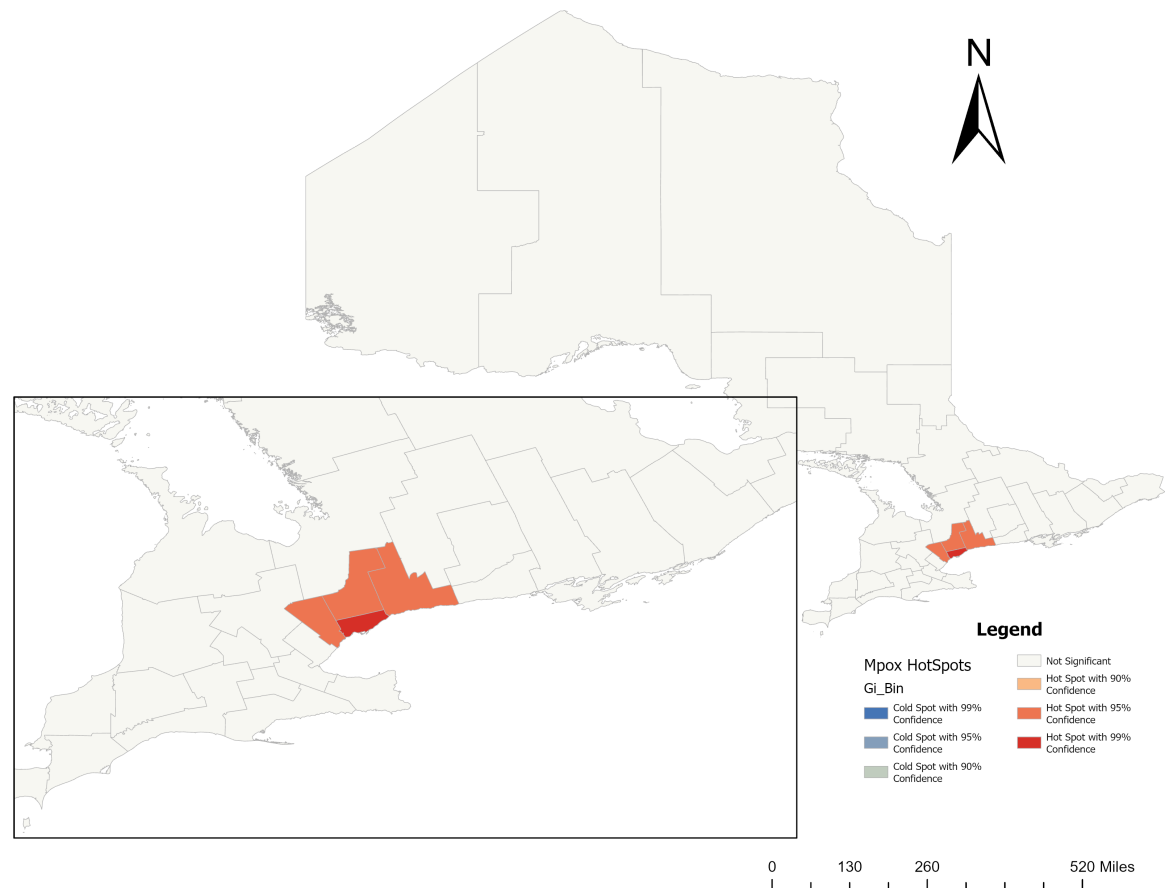 N
Legend
Mpox HotSpots
Gi_Bin
Cold Spot with 99%
Confidence
Cold Spot with 95%
Confidence
Cold Spot with 90%
Confidence
Not Significant
Hot Spot with 90%
Confidence
Hot Spot with 95%
Confidence
Hot Spot with 99%
Confidence
0 130 260 520 Miles